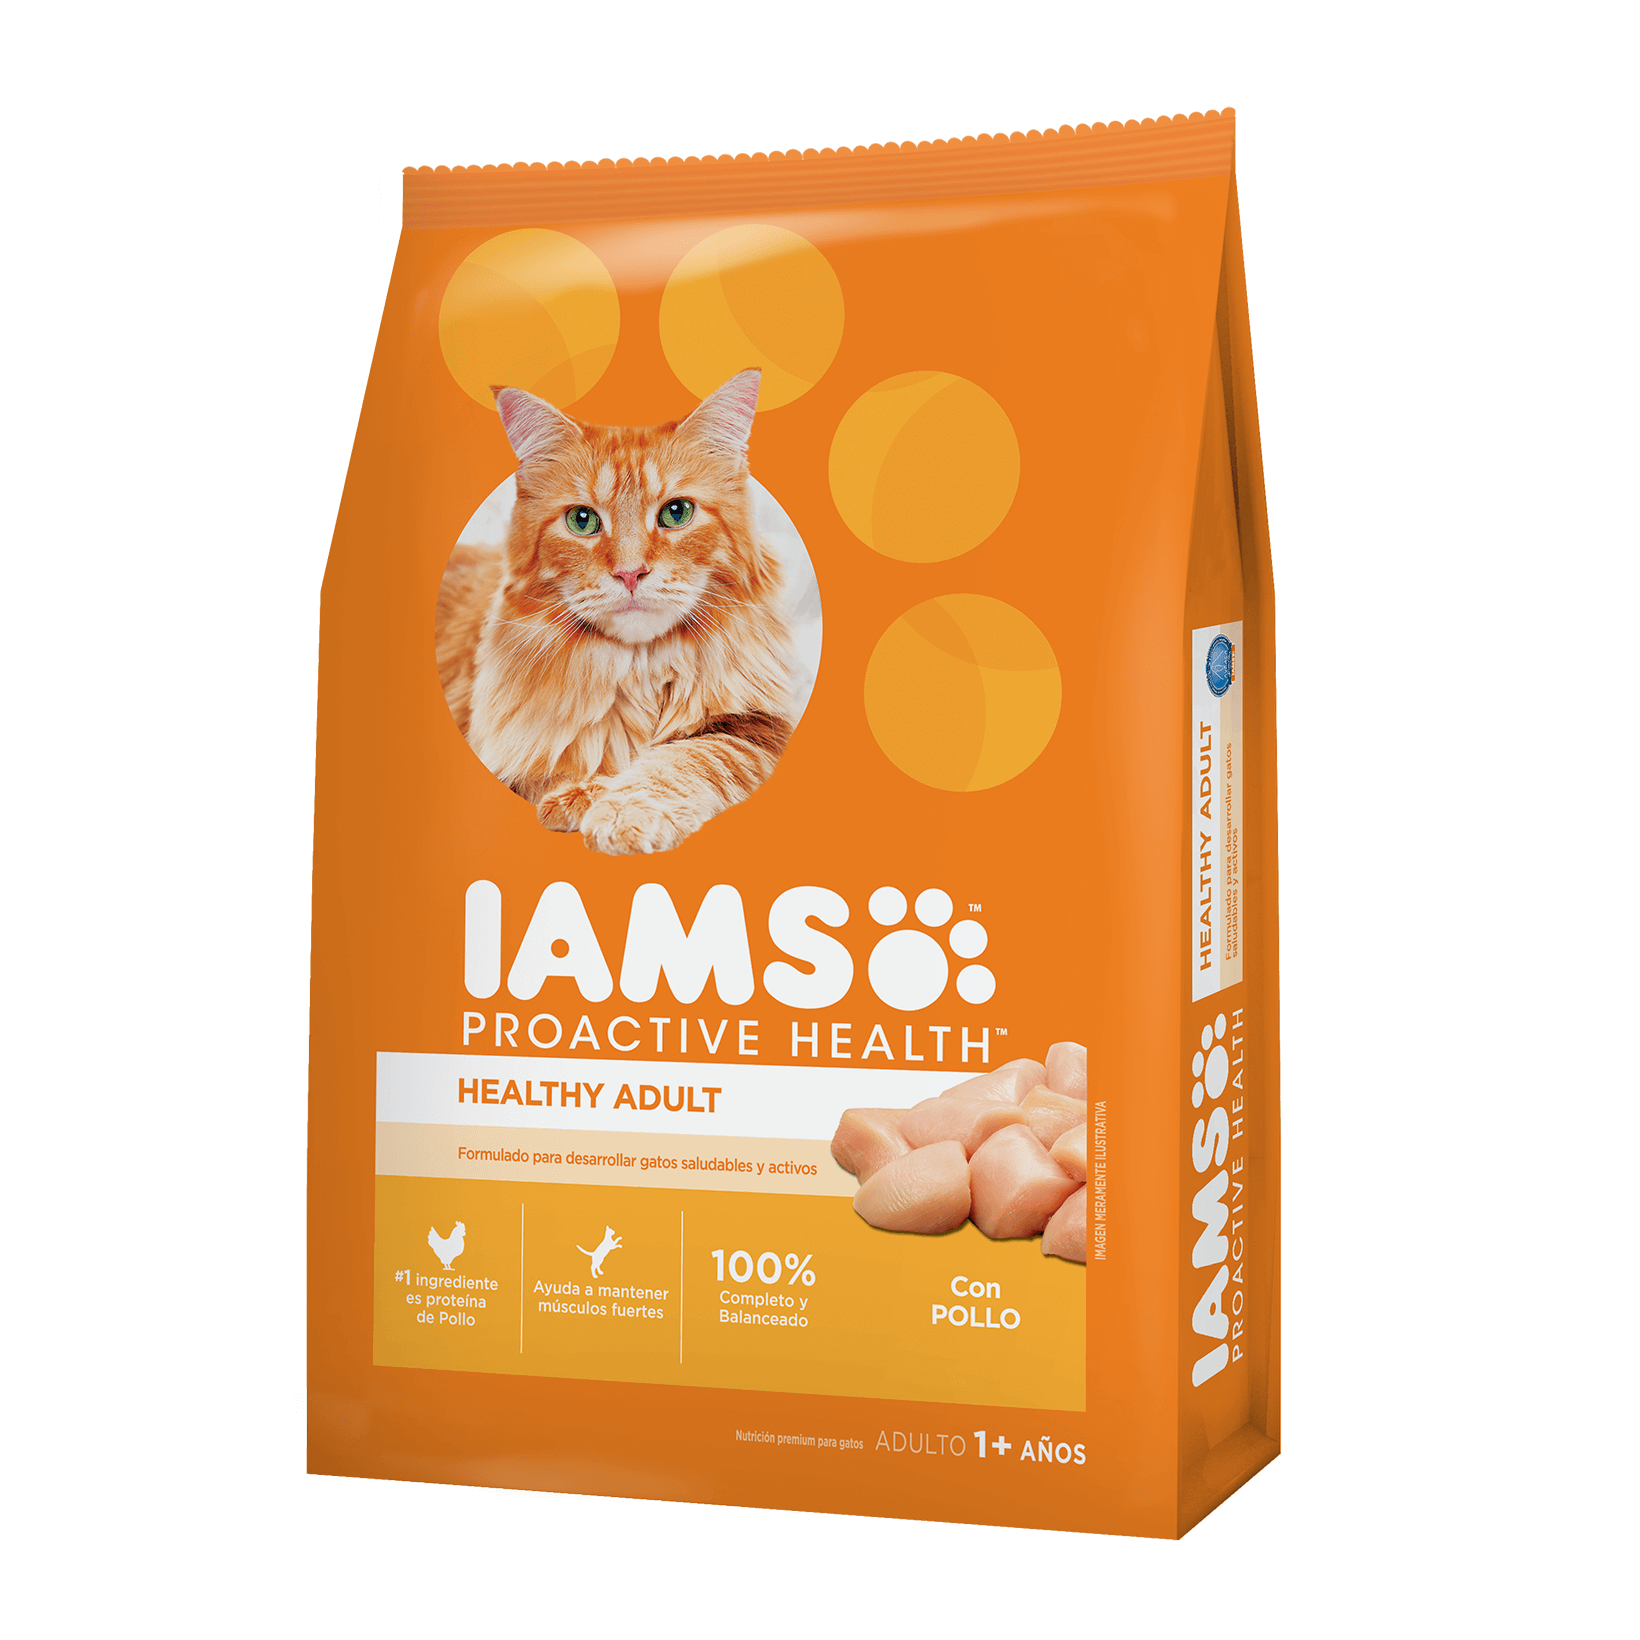 IAMS™
PROACTIVE HEALTH™
HEALTHY ADULT
Formulado para desarrollar gatos saludables y activos
#1 ingrediente
es proteína
de Pollo
Ayuda a mantener
músculos fuertes
100%
Completo y
Balanceado
Con
POLLO
IMAGEN MERAMENTE ILUSTRATIVA
Nutrición premium para gatos ADULTO 1+ AÑOS
HEALTHY ADULT
Formulado para desarrollar gatos
saludables y activos
IAMS
PROACTIVE HEALTH